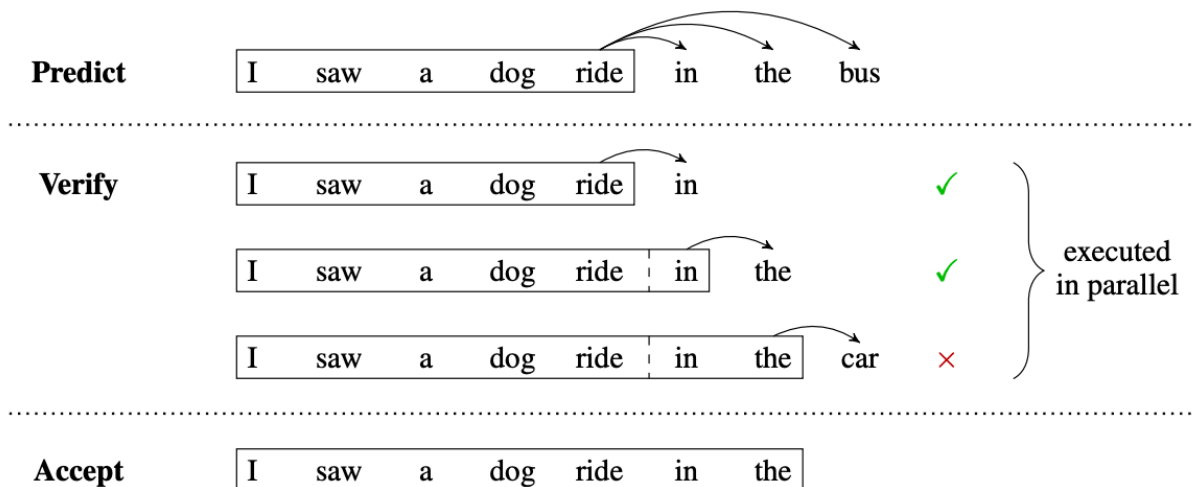 Predict I saw a dog ride in the bus
Verify I saw a dog ride in ✓
I saw a dog ride in the ✓
executed
in parallel
I saw a dog ride in the car ×
Accept I saw a dog ride in the